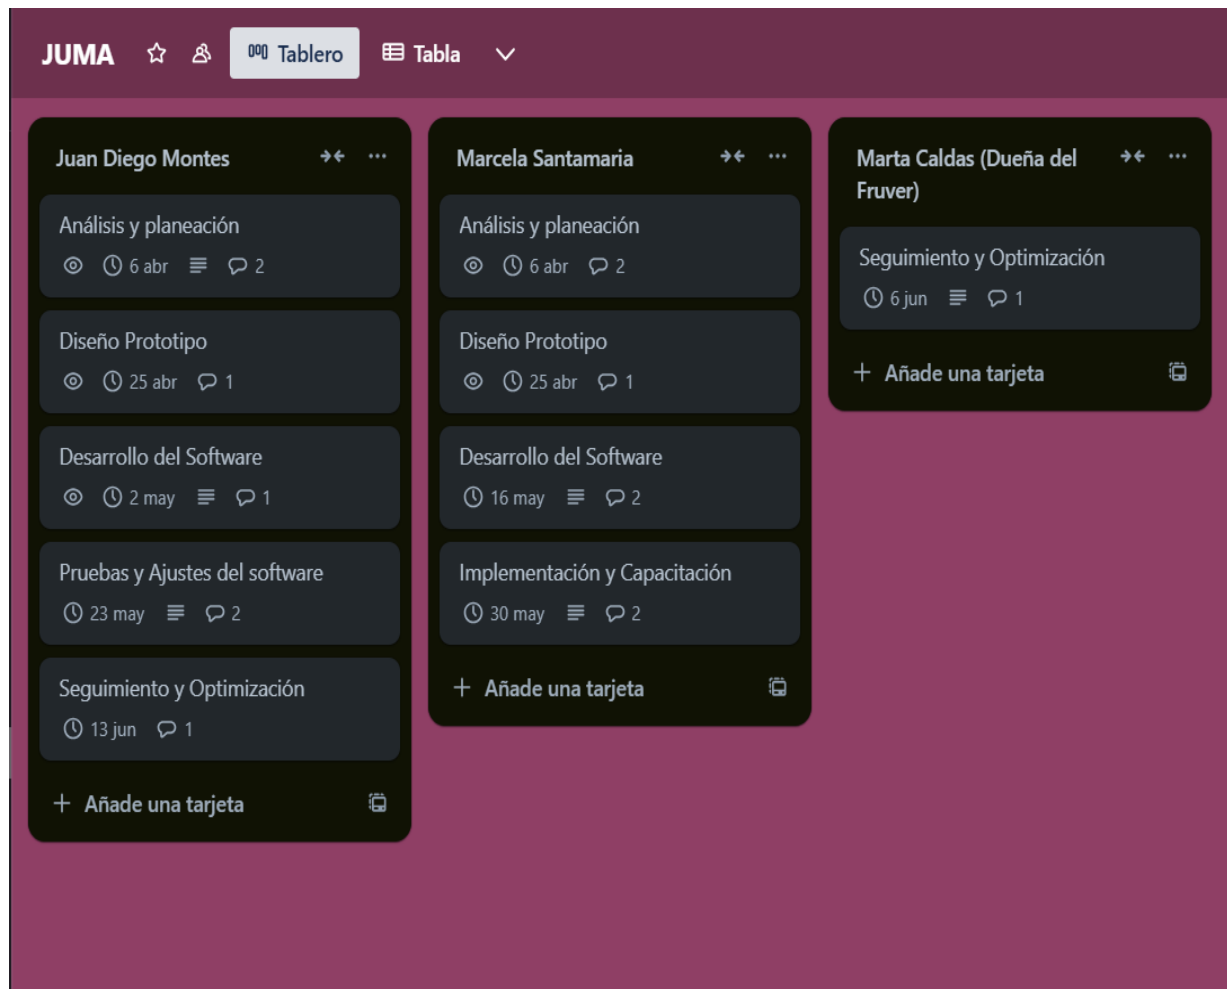 JUMA Tablero Tabla
Juan Diego Montes
Análisis y planeación
6 abr 2
Diseño Prototipo
25 abr 1
Desarrollo del Software
2 may 1
Pruebas y Ajustes del software
23 may 2
Seguimiento y Optimización
13 jun 1
Añade una tarjeta
Marcela Santamaria
Análisis y planeación
6 abr 2
Diseño Prototipo
25 abr 1
Desarrollo del Software
16 may 2
Implementación y Capacitación
30 may 2
Añade una tarjeta
Marta Caldas (Dueña del
Fruver)
Seguimiento y Optimización
6 jun 1
Añade una tarjeta